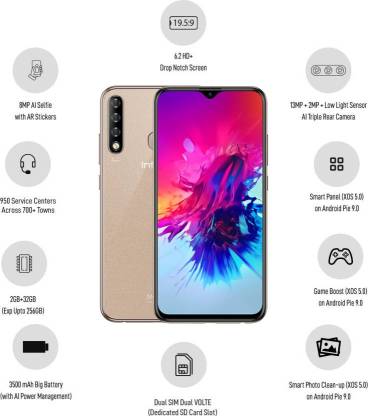 19.5:9
6.2 HD+
Drop Notch Screen
8MP AI Selfie
with AR Stickers
13MP + 2MP + Low Light Sensor
AI Triple Rear Camera
950 Service Centers
Across 700+ Towns
Smart Panel (XOS 5.0)
on Android Pie 9.0
2GB+32GB
(Exp Upto 256GB)
Game Boost (XOS 5.0)
on Android Pie 9.0
3500 mAh Big Battery
(with AI Power Management)
Dual SIM Dual VOLTE
(Dedicated SD Card Slot)
Smart Photo Clean-up (XOS 5.0)
on Android Pie 9.0